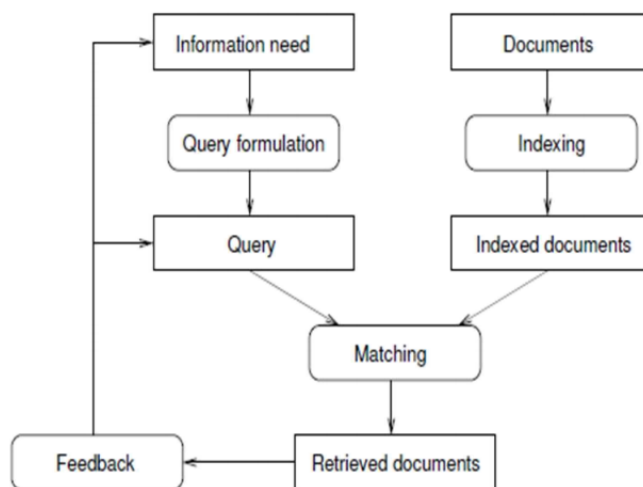 Information need
Documents
Query formulation
Indexing
Query
Indexed documents
Matching
Feedback
Retrieved documents